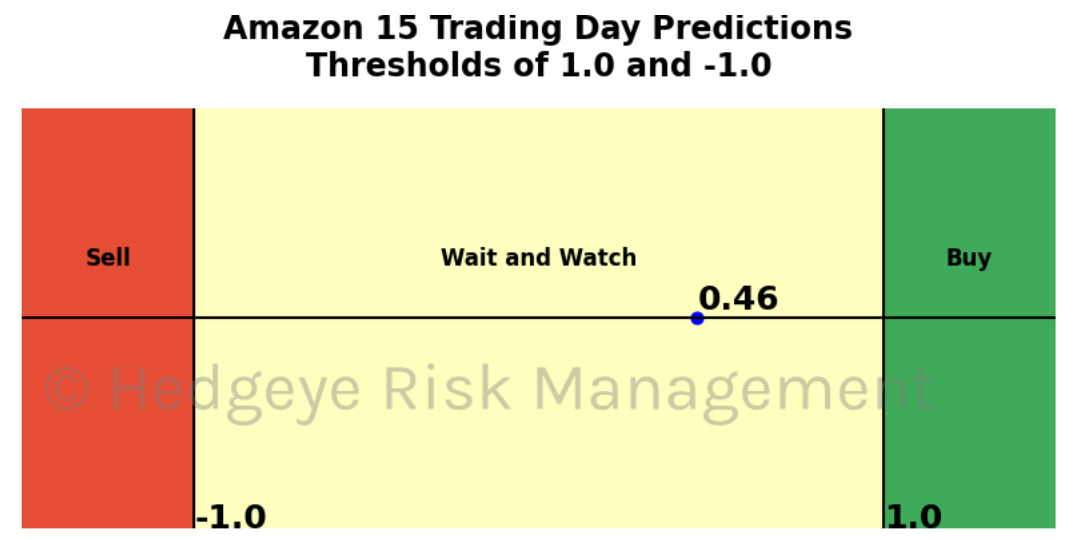 Amazon 15 Trading Day Predictions
Thresholds of 1.0 and -1.0
Sell
Wait and Watch
Buy
0.46
© Hedgeye Risk Management
-1.0
1.0